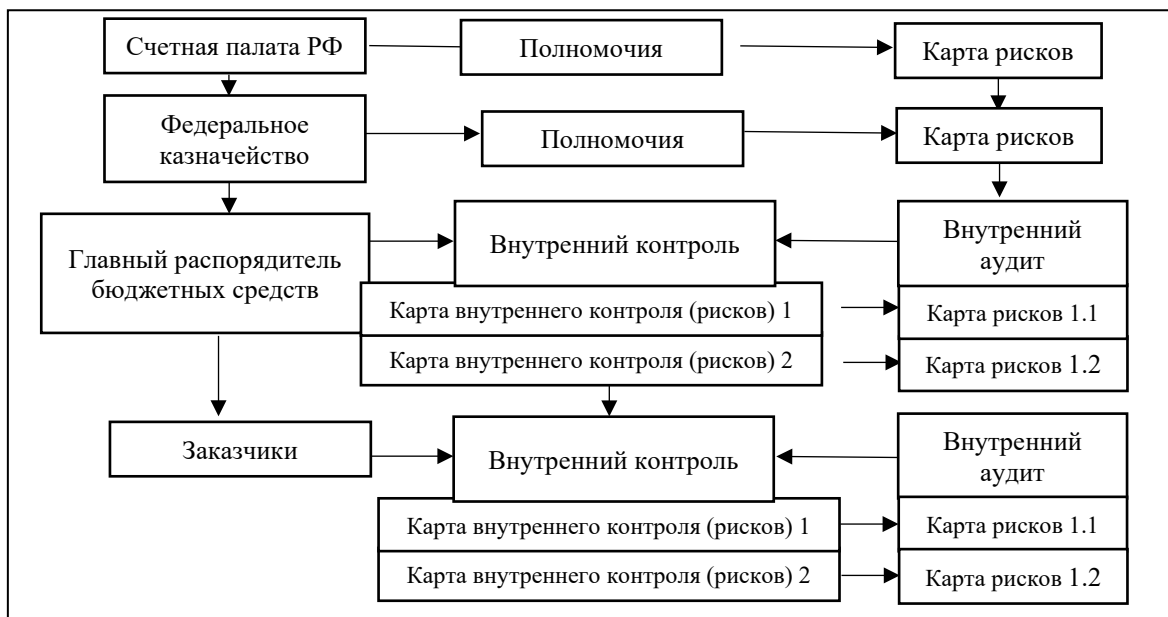 Счетная палата РФ
Полномочия
Карта рисков
Федеральное
казначейство
Полномочия
Карта рисков
Главный распорядитель
бюджетных средств
Внутренний контроль
Внутренний
аудит
Карта внутреннего контроля (рисков) 1
Карта рисков 1.1
Карта внутреннего контроля (рисков) 2
Карта рисков 1.2
Заказчики
Внутренний контроль
Внутренний
аудит
Карта внутреннего контроля (рисков) 1
Карта рисков 1.1
Карта внутреннего контроля (рисков) 2
Карта рисков 1.2